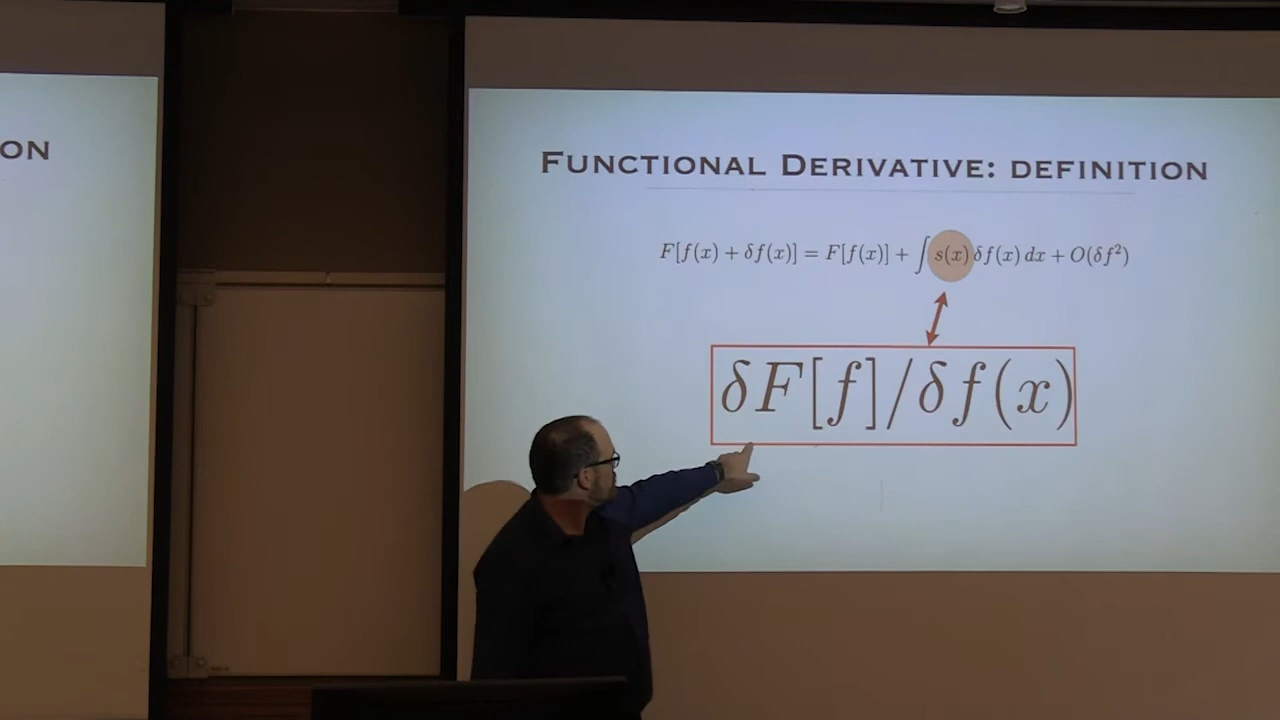 ON
FUNCTIONAL DERIVATIVE: DEFINITION
F[f(x) + δf(x)] = F[f(x)] + ∫ s(x) δf(x) dx + O(δf²)
δF[f]/δf(x)